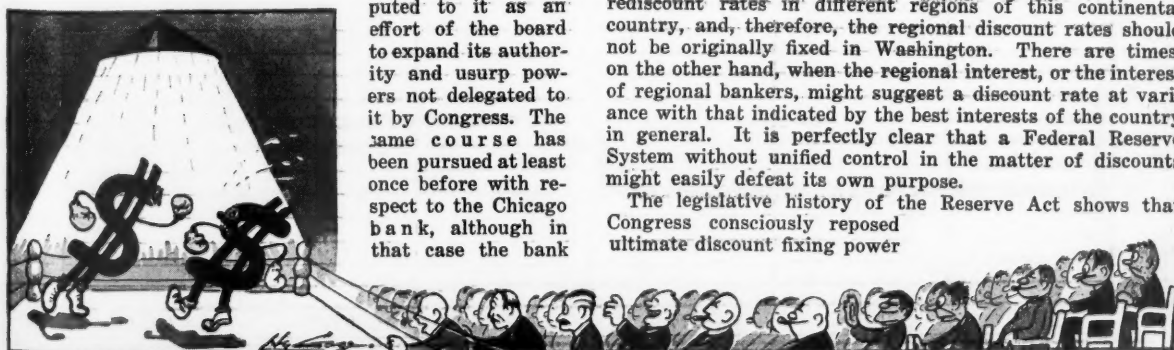 puted to it as an
effort of the board
to expand its author-
ity and usurp pow-
ers not delegated to
it by Congress. The
same course has
been pursued at least
once before with re-
spect to the Chicago
bank, although in
that case the bank
rediscount rates in different regions of this continenta
country, and, therefore, the regional discount rates shoul
not be originally fixed in Washington. There are times
on the other hand, when the regional interest, or the interes
of regional bankers, might suggest a discount rate at vari
ance with that indicated by the best interests of the country
in general. It is perfectly clear that a Federal Reserv
System without unified control in the matter of discount
might easily defeat its own purpose.
The legislative history of the Reserve Act shows tha
Congress consciously reposed
ultimate discount fixing power